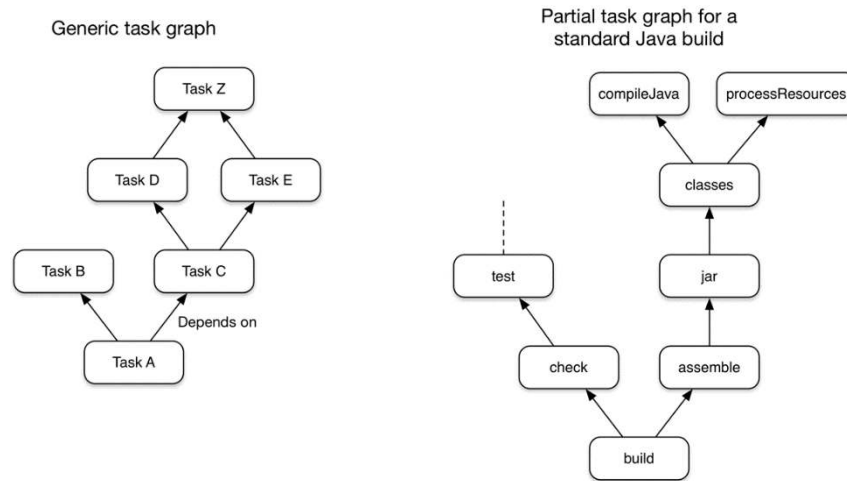 Generic task graph
Task Z
Task D
Task E
Task B
Task C
Depends on
Task A
Partial task graph for a
standard Java build
compileJava
processResources
classes
test
jar
check
assemble
build